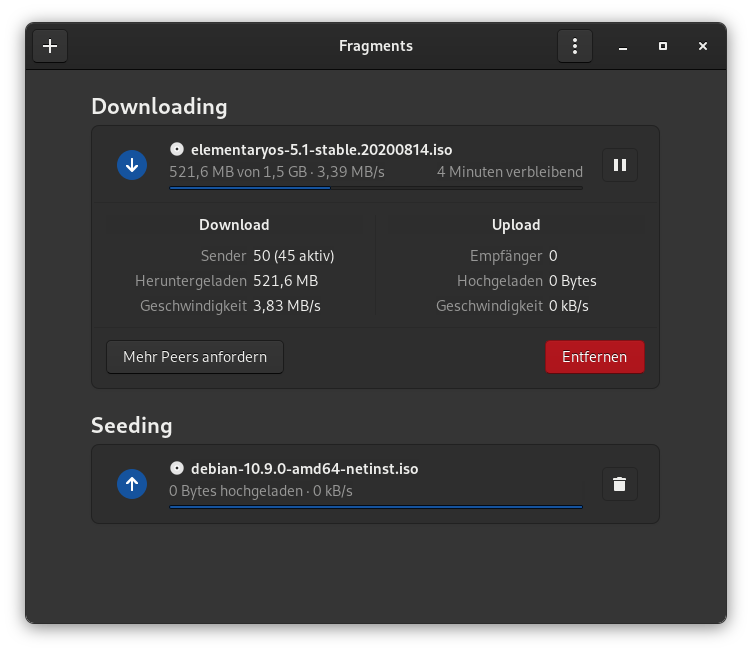 Fragments
Downloading
elementaryos-5.1-stable.20200814.iso
521,6 MB von 1,5 GB · 3,39 MB/s 4 Minuten verbleibend
Download
Sender 50 (45 aktiv)
Heruntergeladen 521,6 MB
Geschwindigkeit 3,83 MB/s
Upload
Empfänger 0
Hochgeladen 0 Bytes
Geschwindigkeit 0 kB/s
Mehr Peers anfordern Entfernen
Seeding
debian-10.9.0-amd64-netinst.iso
0 Bytes hochgeladen · 0 kB/s